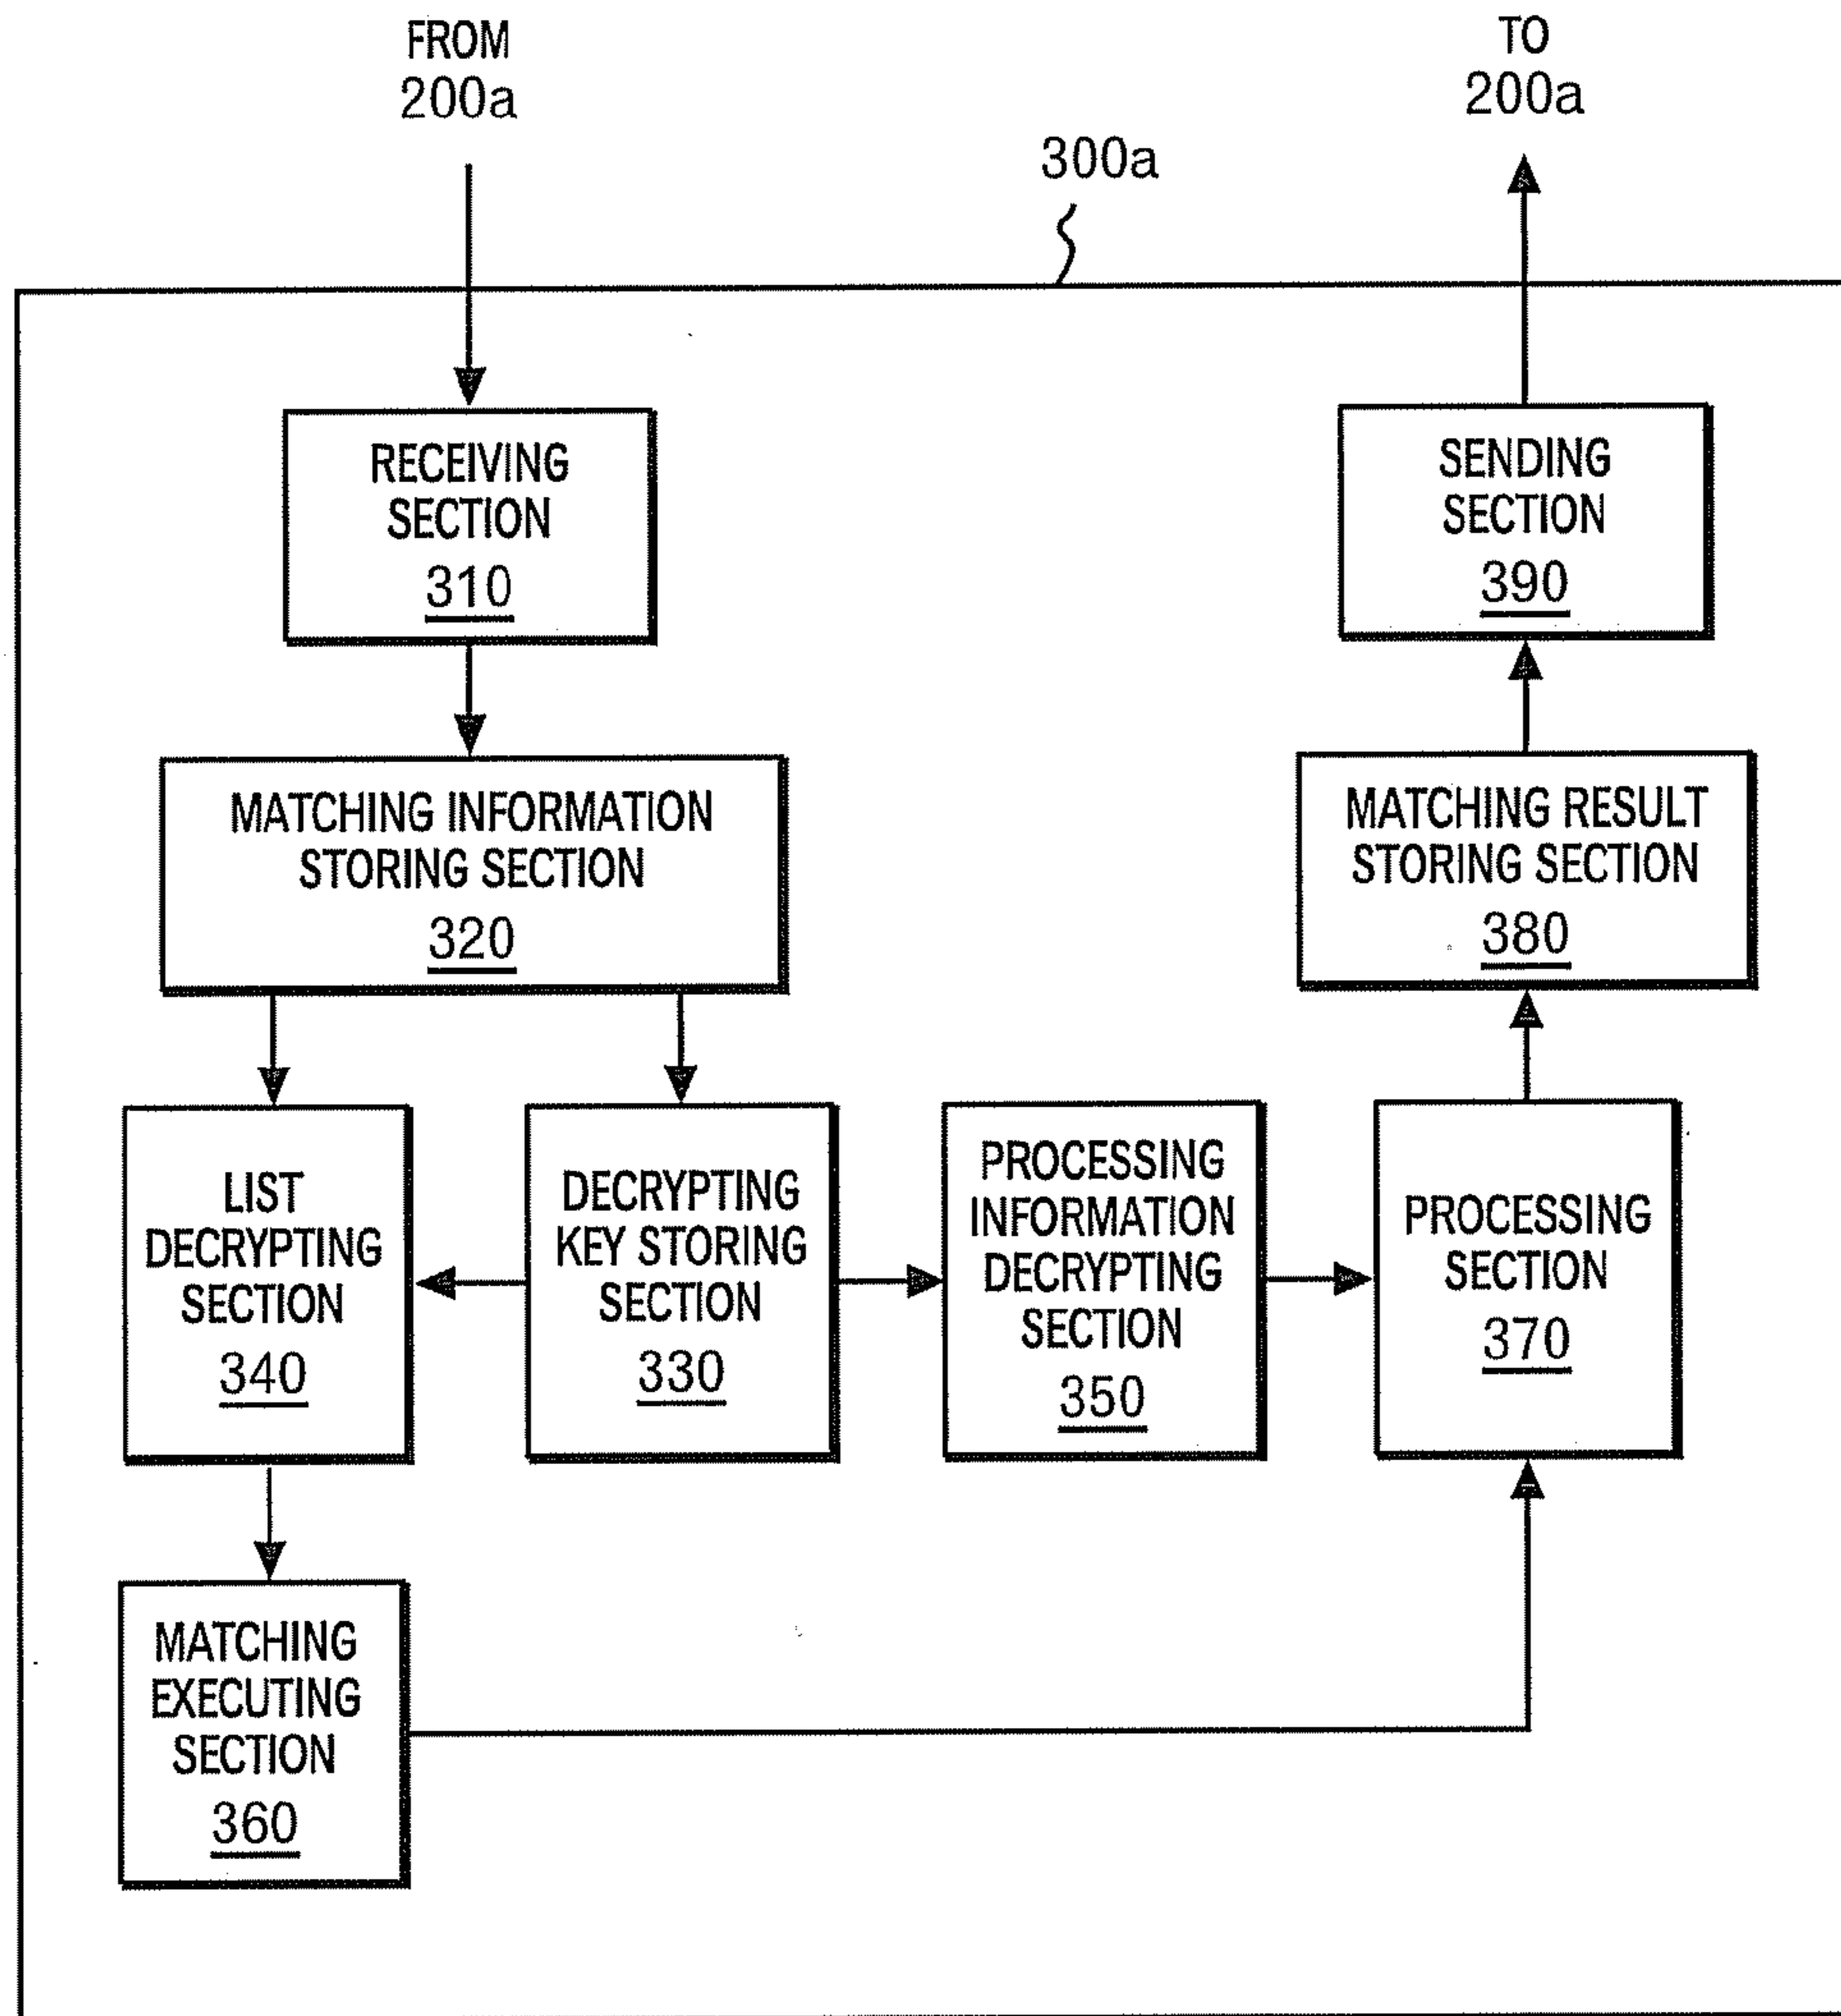 FROM
200a
TO
200a
300a
RECEIVING
SECTION
310
SENDING
SECTION
390
MATCHING INFORMATION
STORING SECTION
320
MATCHING RESULT
STORING SECTION
380
LIST
DECRYPTING
SECTION
340
DECRYPTING
KEY STORING
SECTION
330
PROCESSING
INFORMATION
DECRYPTING
SECTION
350
PROCESSING
SECTION
370
MATCHING
EXECUTING
SECTION
360